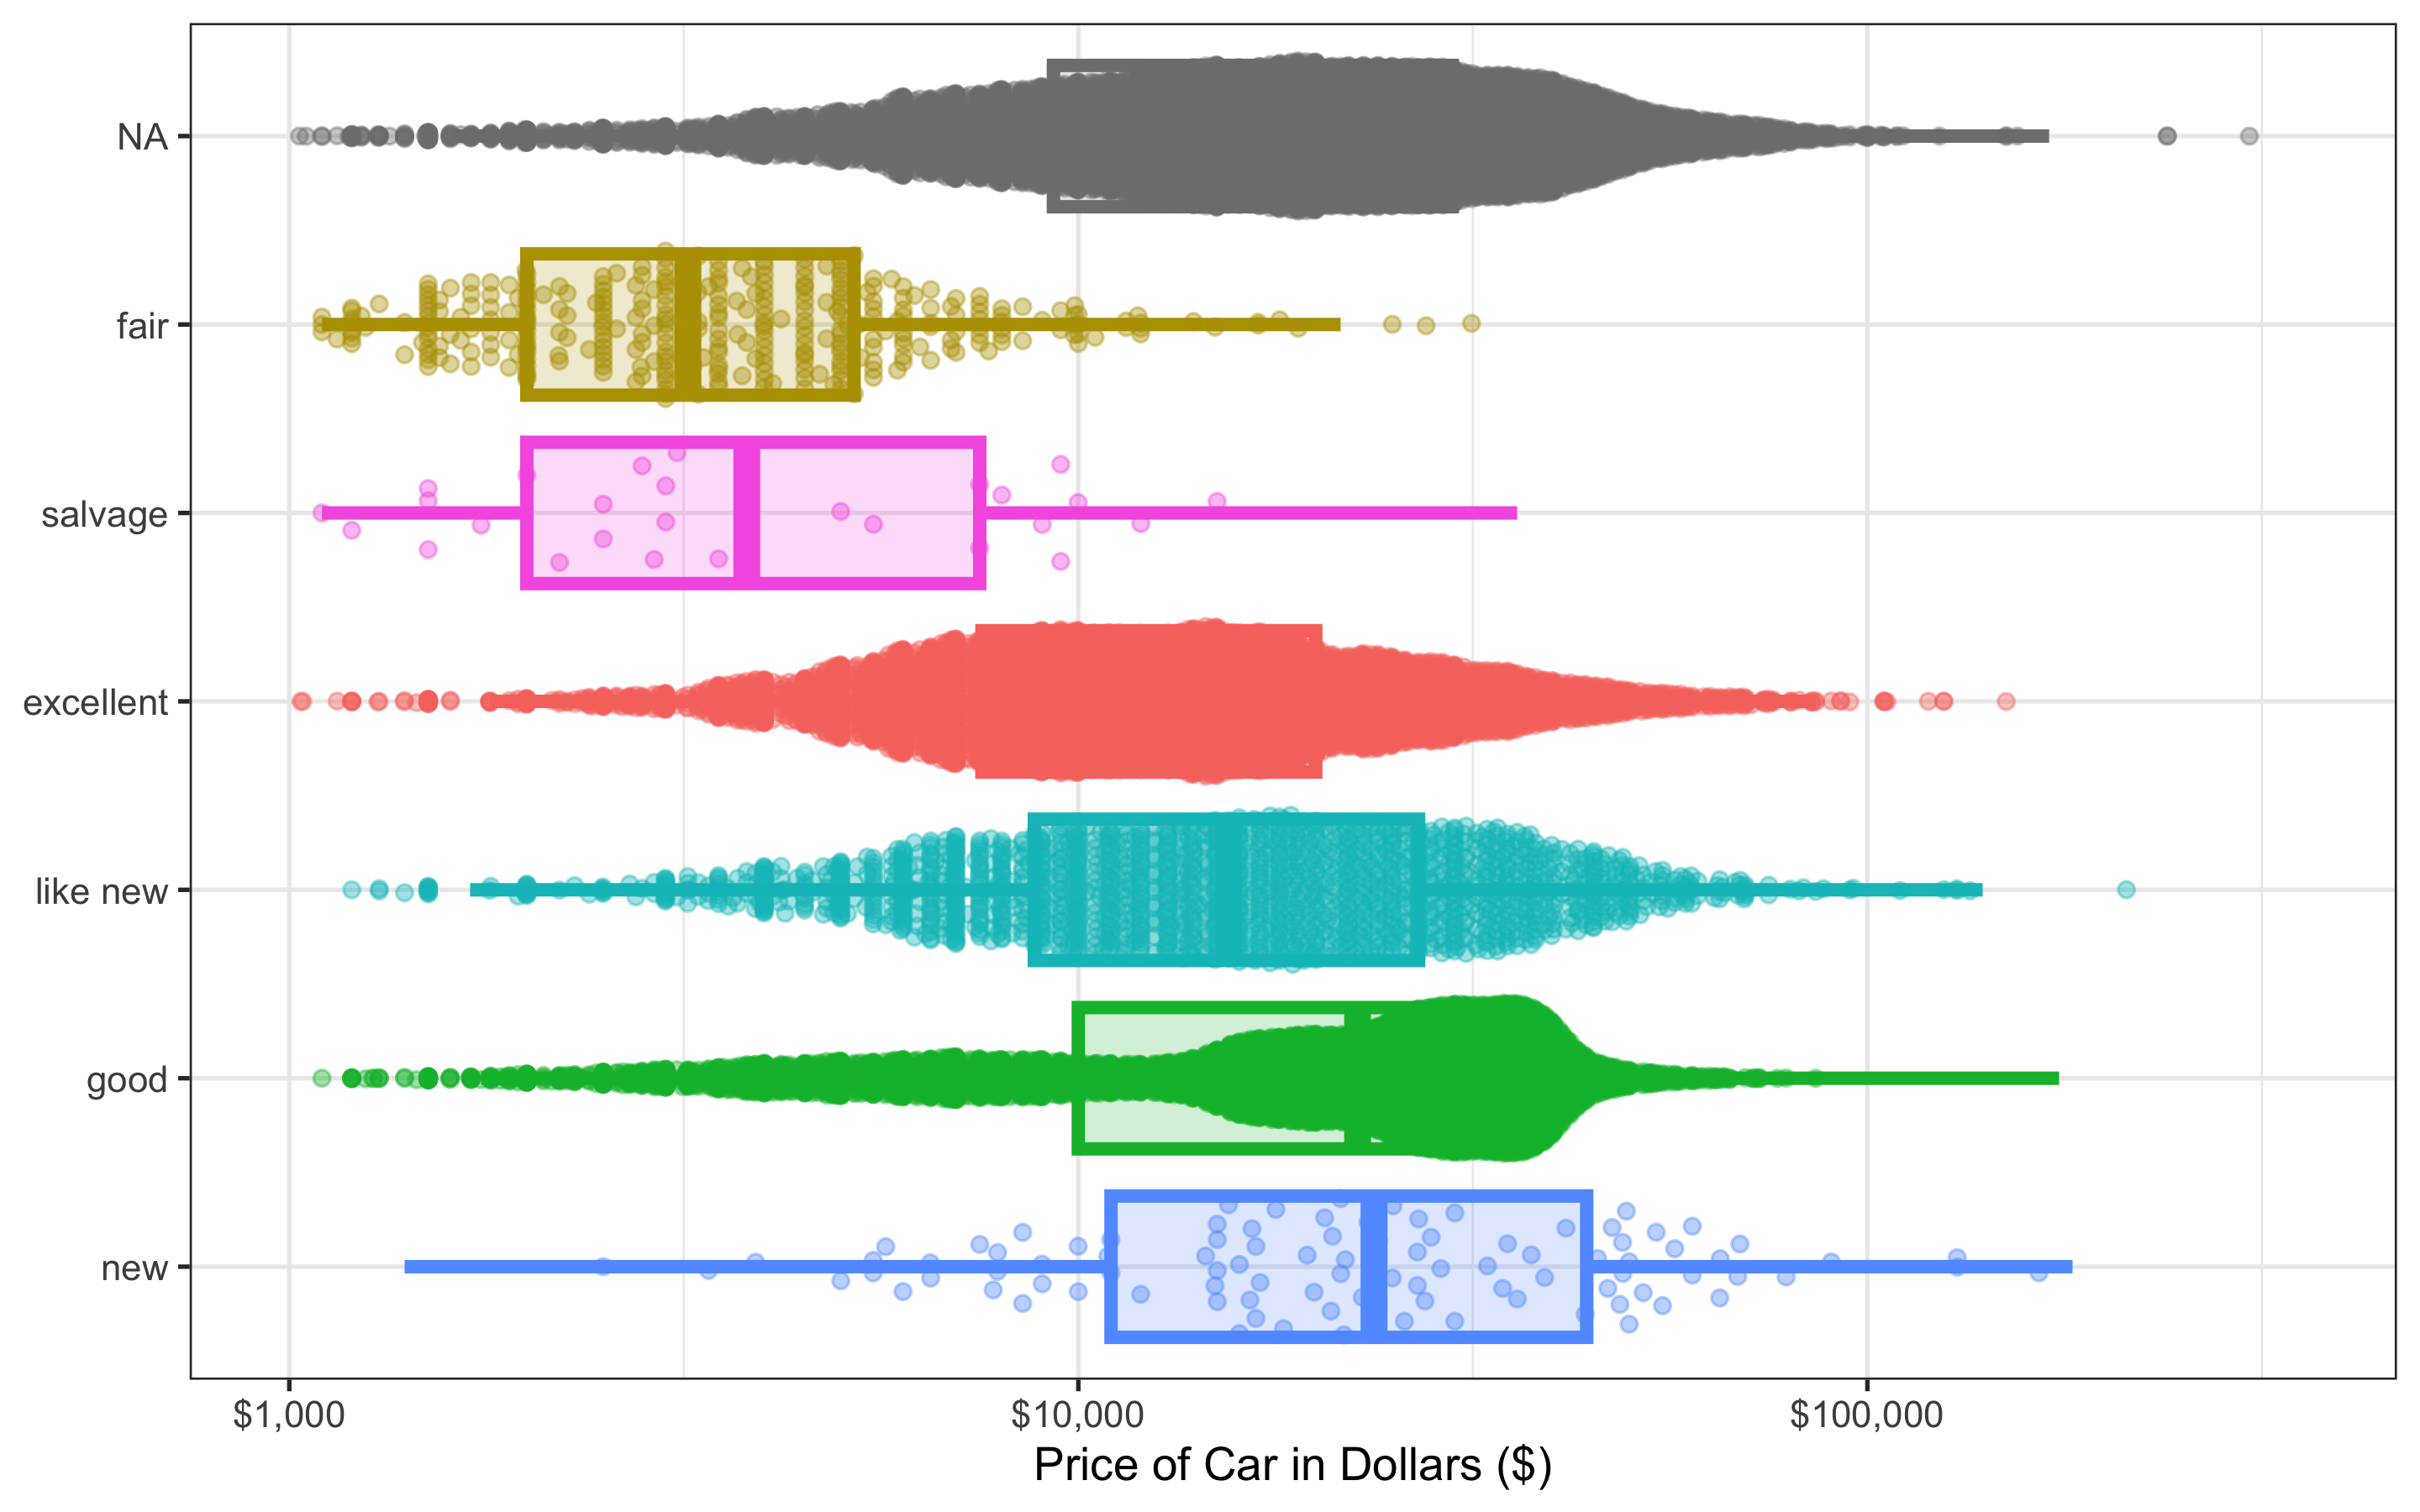 NA
fair
salvage
excellent
like new
good
new
$1,000 $10,000 $100,000
Price of Car in Dollars ($)